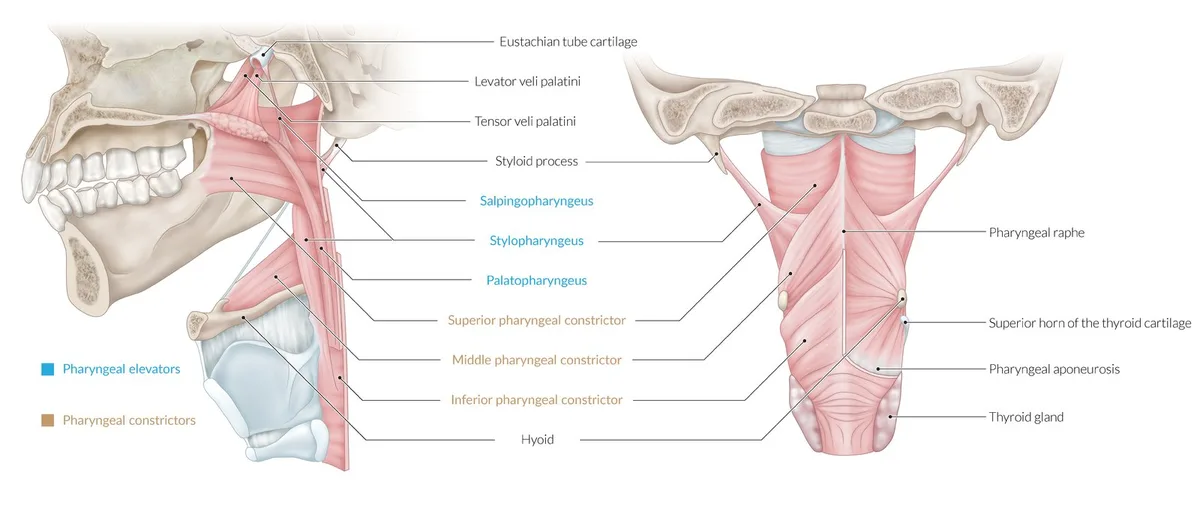 Eustachian tube cartilage
Levator veli palatini
Tensor veli palatini
Styloid process
Salpingopharyngeus
Stylopharyngeus
Palatopharyngeus
Superior pharyngeal constrictor
Middle pharyngeal constrictor
Inferior pharyngeal constrictor
Hyoid
Pharyngeal elevators
Pharyngeal constrictors
Pharyngeal raphe
Superior horn of the thyroid cartilage
Pharyngeal aponeurosis
Thyroid gland